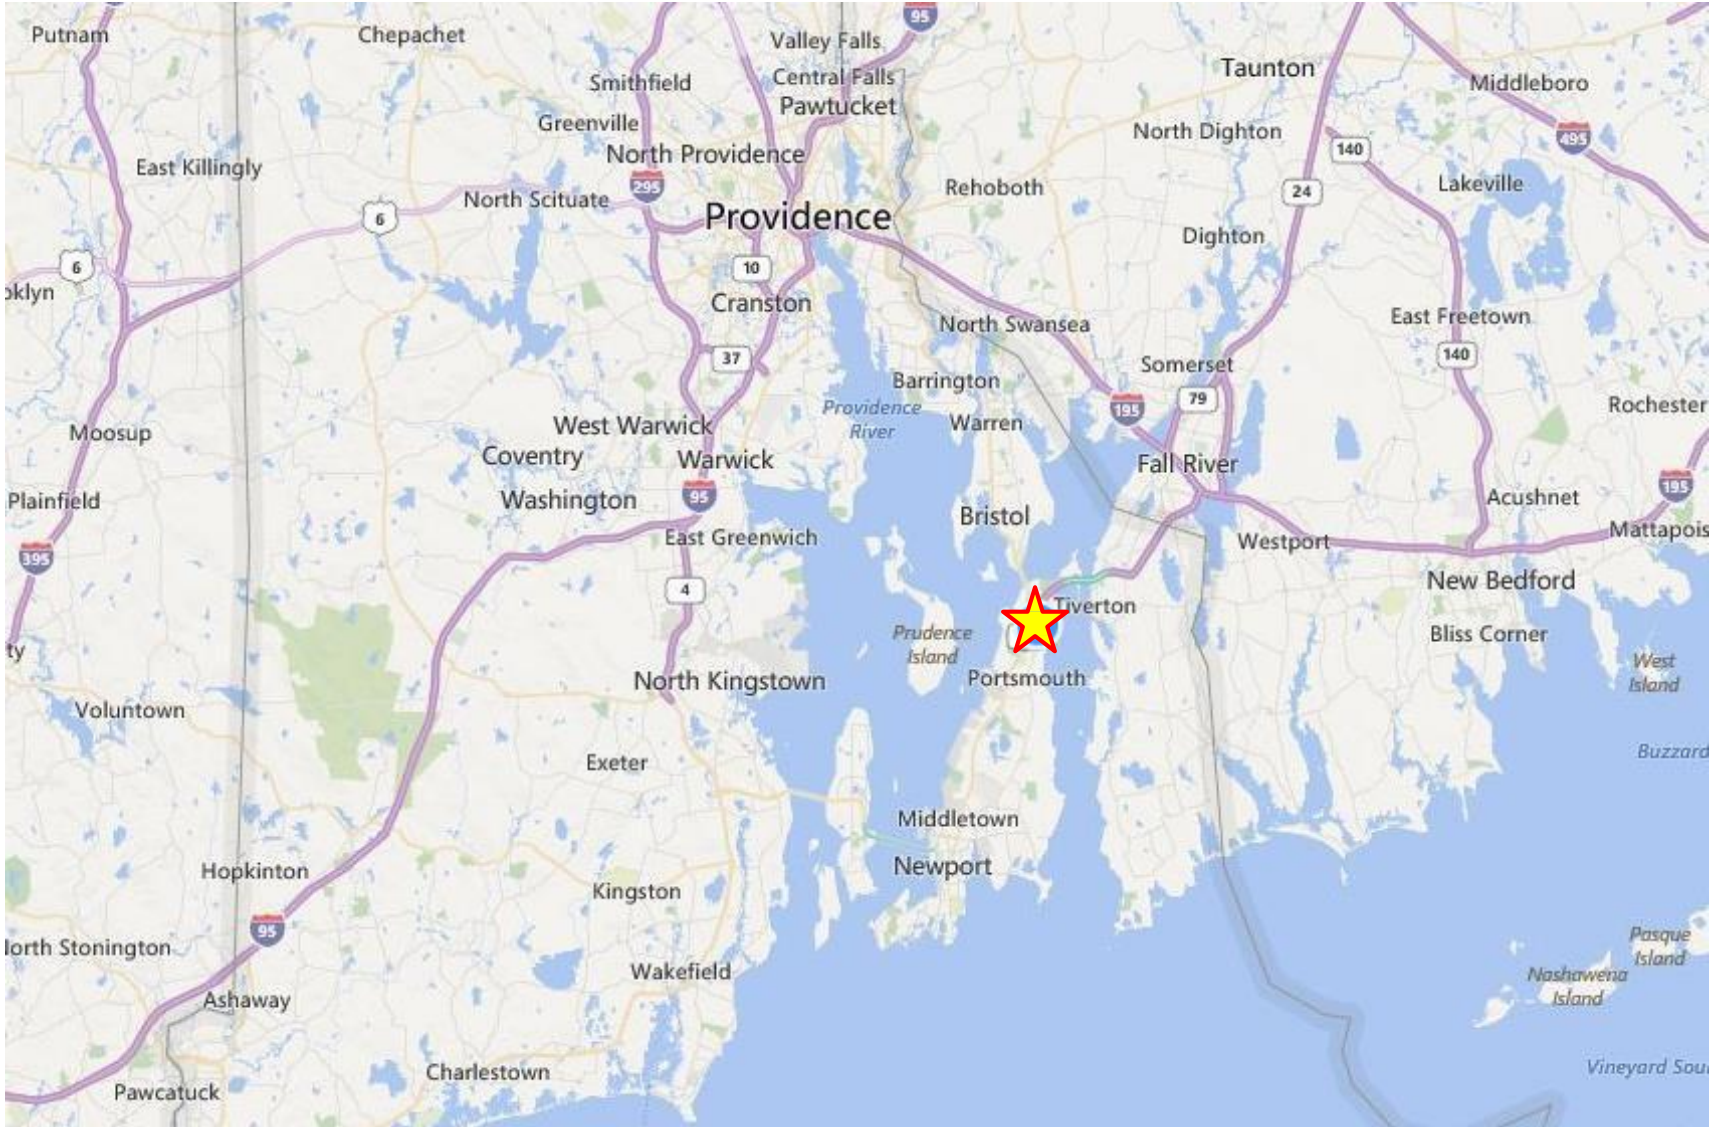 Putnam
Chepachet
95
Valley Falls
Smithfield
Central Falls
Pawtucket
Taunton
Middleboro
Greenville
North Dighton
495
North Providence
140
East Killingly
295
Rehoboth
Lakeville
North Scituate
24
6
Providence
Dighton
6
10
oklyn
Cranston
North Swansea
East Freetown
37
140
Somerset
Barrington
79
195
Rochester
Providence
River
Warren
West Warwick
Moosup
Coventry
Warwick
Fall River
Plainfield
Washington
95
195
Acushnet
Bristol
East Greenwich
Westport
Mattapois
395
4
New Bedford
Tiverton
Prudence
Island
Bliss Corner
ty
West
Island
North Kingstown
Portsmouth
Voluntown
Buzzard
Exeter
Middletown
Hopkinton
Newport
Kingston
95
North Stonington
Pasque
Island
Wakefield
Nashawena
Island
Ashaway
Charlestown
Vineyard Sou
Pawcatuck